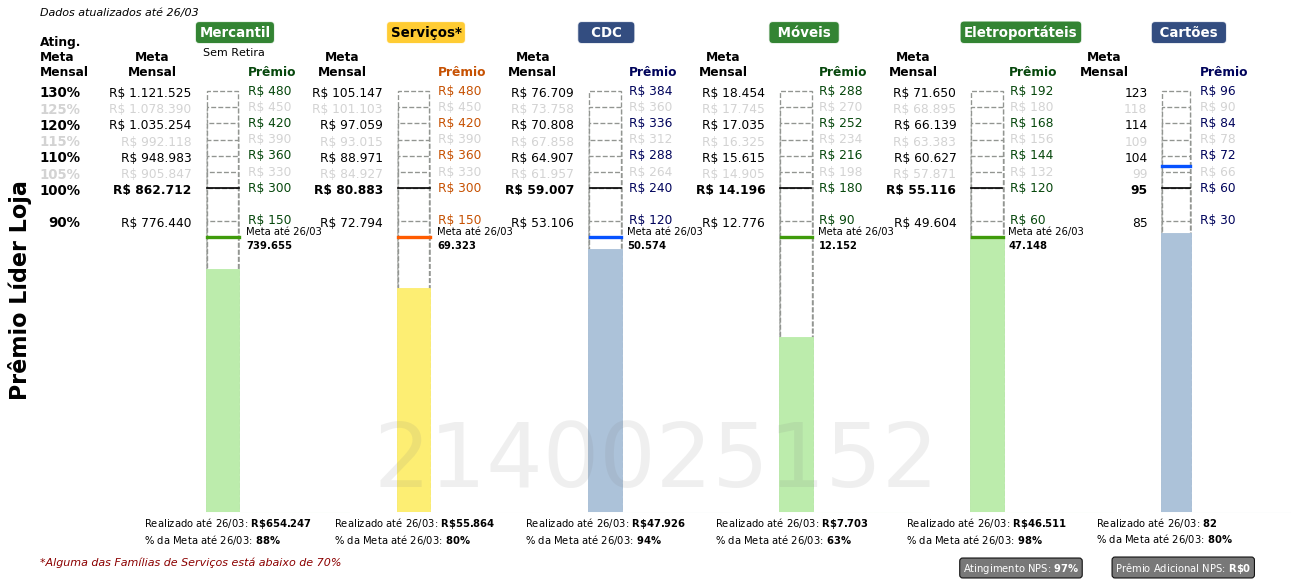 Dados atualizados até 26/03
Mercantil Serviços* CDC Móveis Eletroportáteis Cartões
Sem Retira
Ating. Meta Mensal Meta Mensal Prêmio Meta Mensal Prêmio Meta Mensal Prêmio Meta Mensal Prêmio Meta Mensal Prêmio Meta Mensal Prêmio
130% R$ 1.121.525 R$ 480 R$ 105.147 R$ 480 R$ 76.709 R$ 384 R$ 18.454 R$ 288 R$ 71.650 R$ 192 123 R$ 96
125% R$ 1.078.390 R$ 450 R$ 101.103 R$ 450 R$ 73.758 R$ 360 R$ 17.745 R$ 270 R$ 68.895 R$ 180 118 R$ 90
120% R$ 1.035.254 R$ 420 R$ 97.059 R$ 420 R$ 70.808 R$ 336 R$ 17.035 R$ 252 R$ 66.139 R$ 168 114 R$ 84
115% R$ 992.118 R$ 390 R$ 93.015 R$ 390 R$ 67.858 R$ 312 R$ 16.325 R$ 234 R$ 63.383 R$ 156 109 R$ 78
110% R$ 948.983 R$ 360 R$ 88.971 R$ 360 R$ 64.907 R$ 288 R$ 15.615 R$ 216 R$ 60.627 R$ 144 104 R$ 72
105% R$ 905.847 R$ 330 R$ 84.927 R$ 330 R$ 61.957 R$ 264 R$ 14.905 R$ 198 R$ 57.871 R$ 132 99 R$ 66
100% R$ 862.712 R$ 300 R$ 80.883 R$ 300 R$ 59.007 R$ 240 R$ 14.196 R$ 180 R$ 55.116 R$ 120 95 R$ 60
90% R$ 776.440 R$ 150 R$ 72.794 R$ 150 R$ 53.106 R$ 120 R$ 12.776 R$ 90 R$ 49.604 R$ 60 85 R$ 30
Meta até 26/03 Meta até 26/03 Meta até 26/03 Meta até 26/03 Meta até 26/03
739.655 69.323 50.574 12.152 47.148
Prêmio Líder Loja
2140025152
Realizado até 26/03: R$654.247 Realizado até 26/03: R$55.864 Realizado até 26/03: R$47.926 Realizado até 26/03: R$7.703 Realizado até 26/03: R$46.511 Realizado até 26/03: 82
% da Meta até 26/03: 88% % da Meta até 26/03: 80% % da Meta até 26/03: 94% % da Meta até 26/03: 63% % da Meta até 26/03: 98% % da Meta até 26/03: 80%
*Alguma das Famílias de Serviços está abaixo de 70%
Atingimento NPS: 97% Prêmio Adicional NPS: R$0